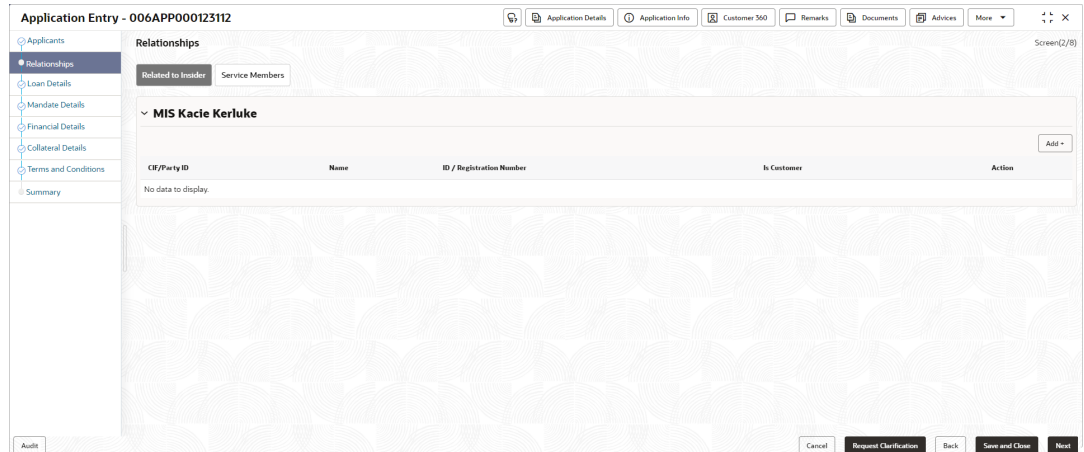 Application Entry - 006APP000123112
Application Details Application Info Customer 360 Remarks Documents Advices More
Applicants
Relationships
Loan Details
Mandate Details
Financial Details
Collateral Details
Terms and Conditions
Summary
Relationships Screen(2/8)
Related to Insider Service Members
MIS Kacie Kerluke
Add +
CIF/Party ID Name ID / Registration Number Is Customer Action
No data to display.
Audit Cancel Request Clarification Back Save and Close Next